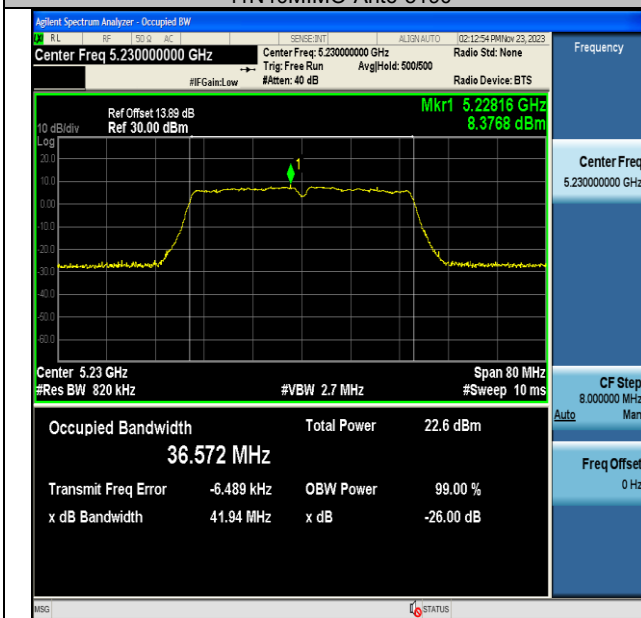 Agilent Spectrum Analyzer - Occupied BW
RL RF 50 Ω AC SENSE:INT ALIGN AUTO 02:12:54 PM Nov 23, 2023
Center Freq 5.230000000 GHz
Center Freq: 5.230000000 GHz Radio Std: None
Trig: Free Run Avg|Hold: 500/500
#IFGain:Low #Atten: 40 dB Radio Device: BTS
Frequency
Ref Offset 13.89 dB
10 dB/div Ref 30.00 dBm
Mkr1 5.22816 GHz
8.3768 dBm
Log
20.0
10.0
0.00
-10.0
-20.0
-30.0
-40.0
-50.0
-60.0
1
Center 5.23 GHz Span 80 MHz
#Res BW 820 kHz #VBW 2.7 MHz #Sweep 10 ms
Occupied Bandwidth Total Power 22.6 dBm
36.572 MHz
Transmit Freq Error -6.489 kHz OBW Power 99.00 %
x dB Bandwidth 41.94 MHz x dB -26.00 dB
Center Freq
5.230000000 GHz
CF Step
8.000000 MHz
Auto Man
Freq Offset
0 Hz
MSG STATUS